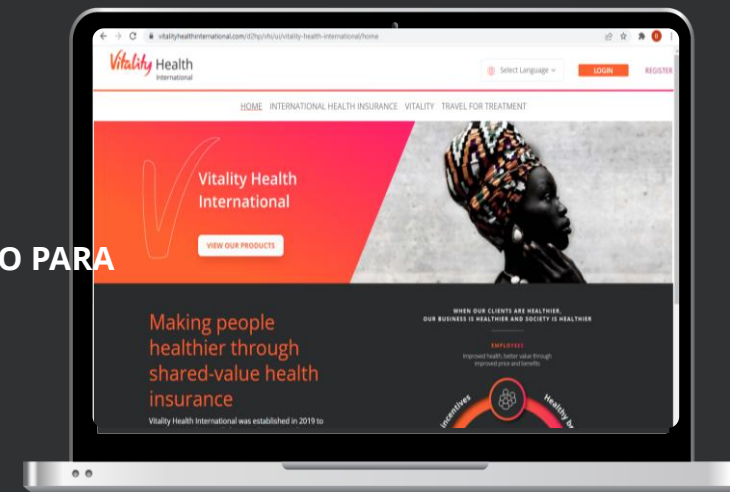 vitalityhealthinternational.com/d2hp/vhi/ui/vitality-health-international/home
Vitality Health
International
Select Language
LOGIN
REGISTER
HOME INTERNATIONAL HEALTH INSURANCE VITALITY TRAVEL FOR TREATMENT
Vitality Health
International
VIEW OUR PRODUCTS
O PARA
Making people
healthier through
shared-value health
insurance
Vitality Health International was established in 2019 to
WHEN OUR CLIENTS ARE HEALTHIER,
OUR BUSINESS IS HEALTHIER AND SOCIETY IS HEALTHIER
EMPLOYEES
Improved health, better value through
improved price and benefits
incentives
Healthy b